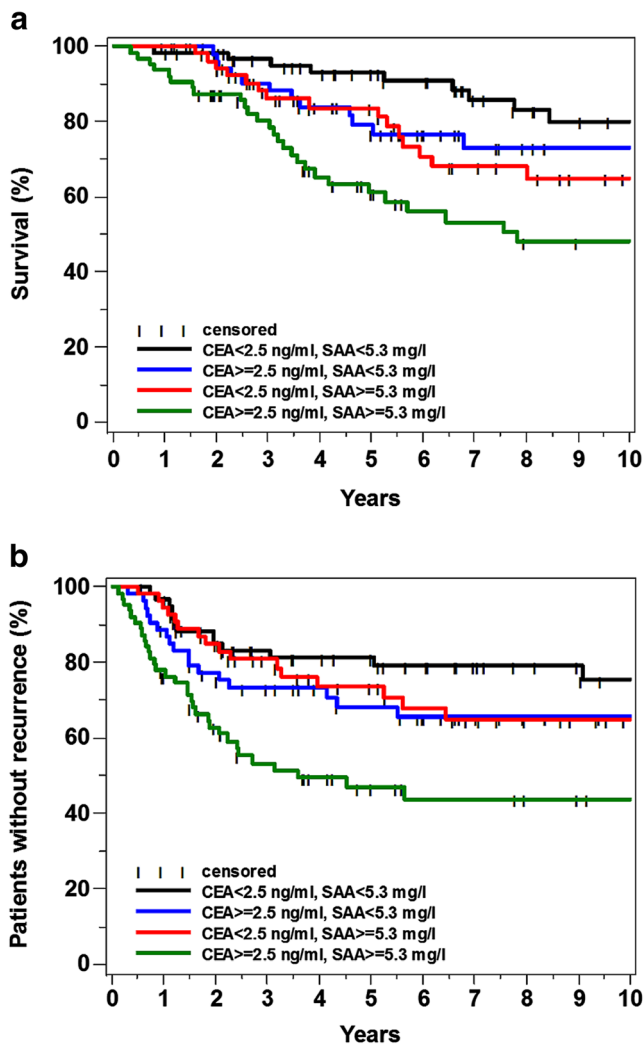 a
100
80
60
40
20
0
Survival (%)
censored
CEA<2.5 ng/ml, SAA<5.3 mg/l
CEA>=2.5 ng/ml, SAA<5.3 mg/l
CEA<2.5 ng/ml, SAA>=5.3 mg/l
CEA>=2.5 ng/ml, SAA>=5.3 mg/l
0 1 2 3 4 5 6 7 8 9 10
Years
b
100
80
60
40
20
0
Patients without recurrence (%)
censored
CEA<2.5 ng/ml, SAA<5.3 mg/l
CEA>=2.5 ng/ml, SAA<5.3 mg/l
CEA<2.5 ng/ml, SAA>=5.3 mg/l
CEA>=2.5 ng/ml, SAA>=5.3 mg/l
0 1 2 3 4 5 6 7 8 9 10
Years